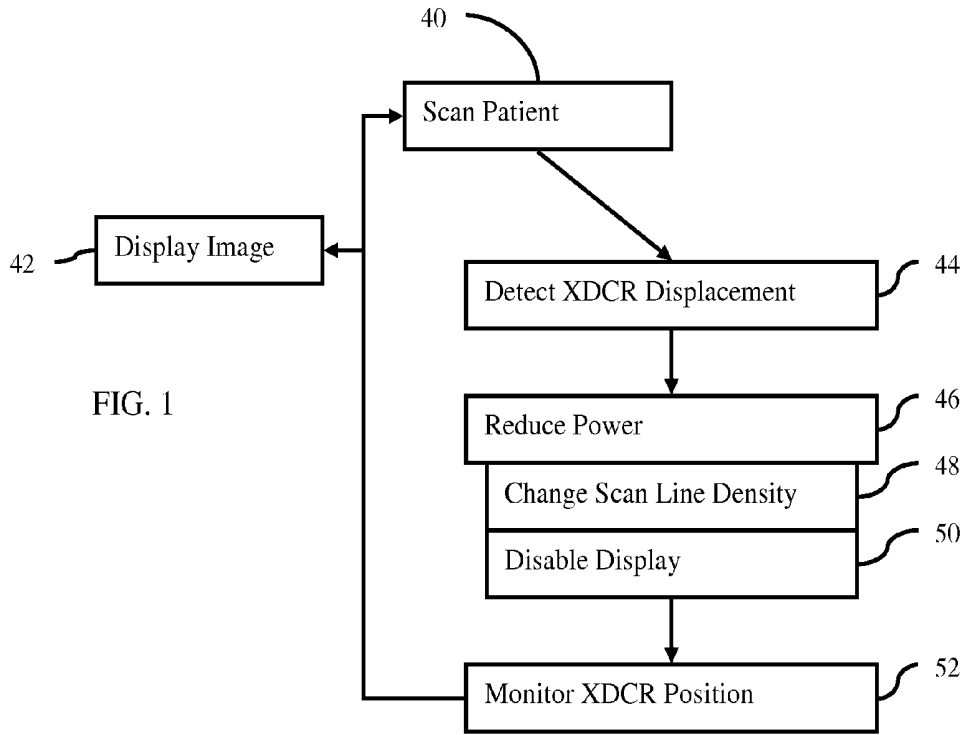 40
Scan Patient
42
Display Image
44
Detect XDCR Displacement
FIG. 1
46
Reduce Power
48
Change Scan Line Density
50
Disable Display
52
Monitor XDCR Position